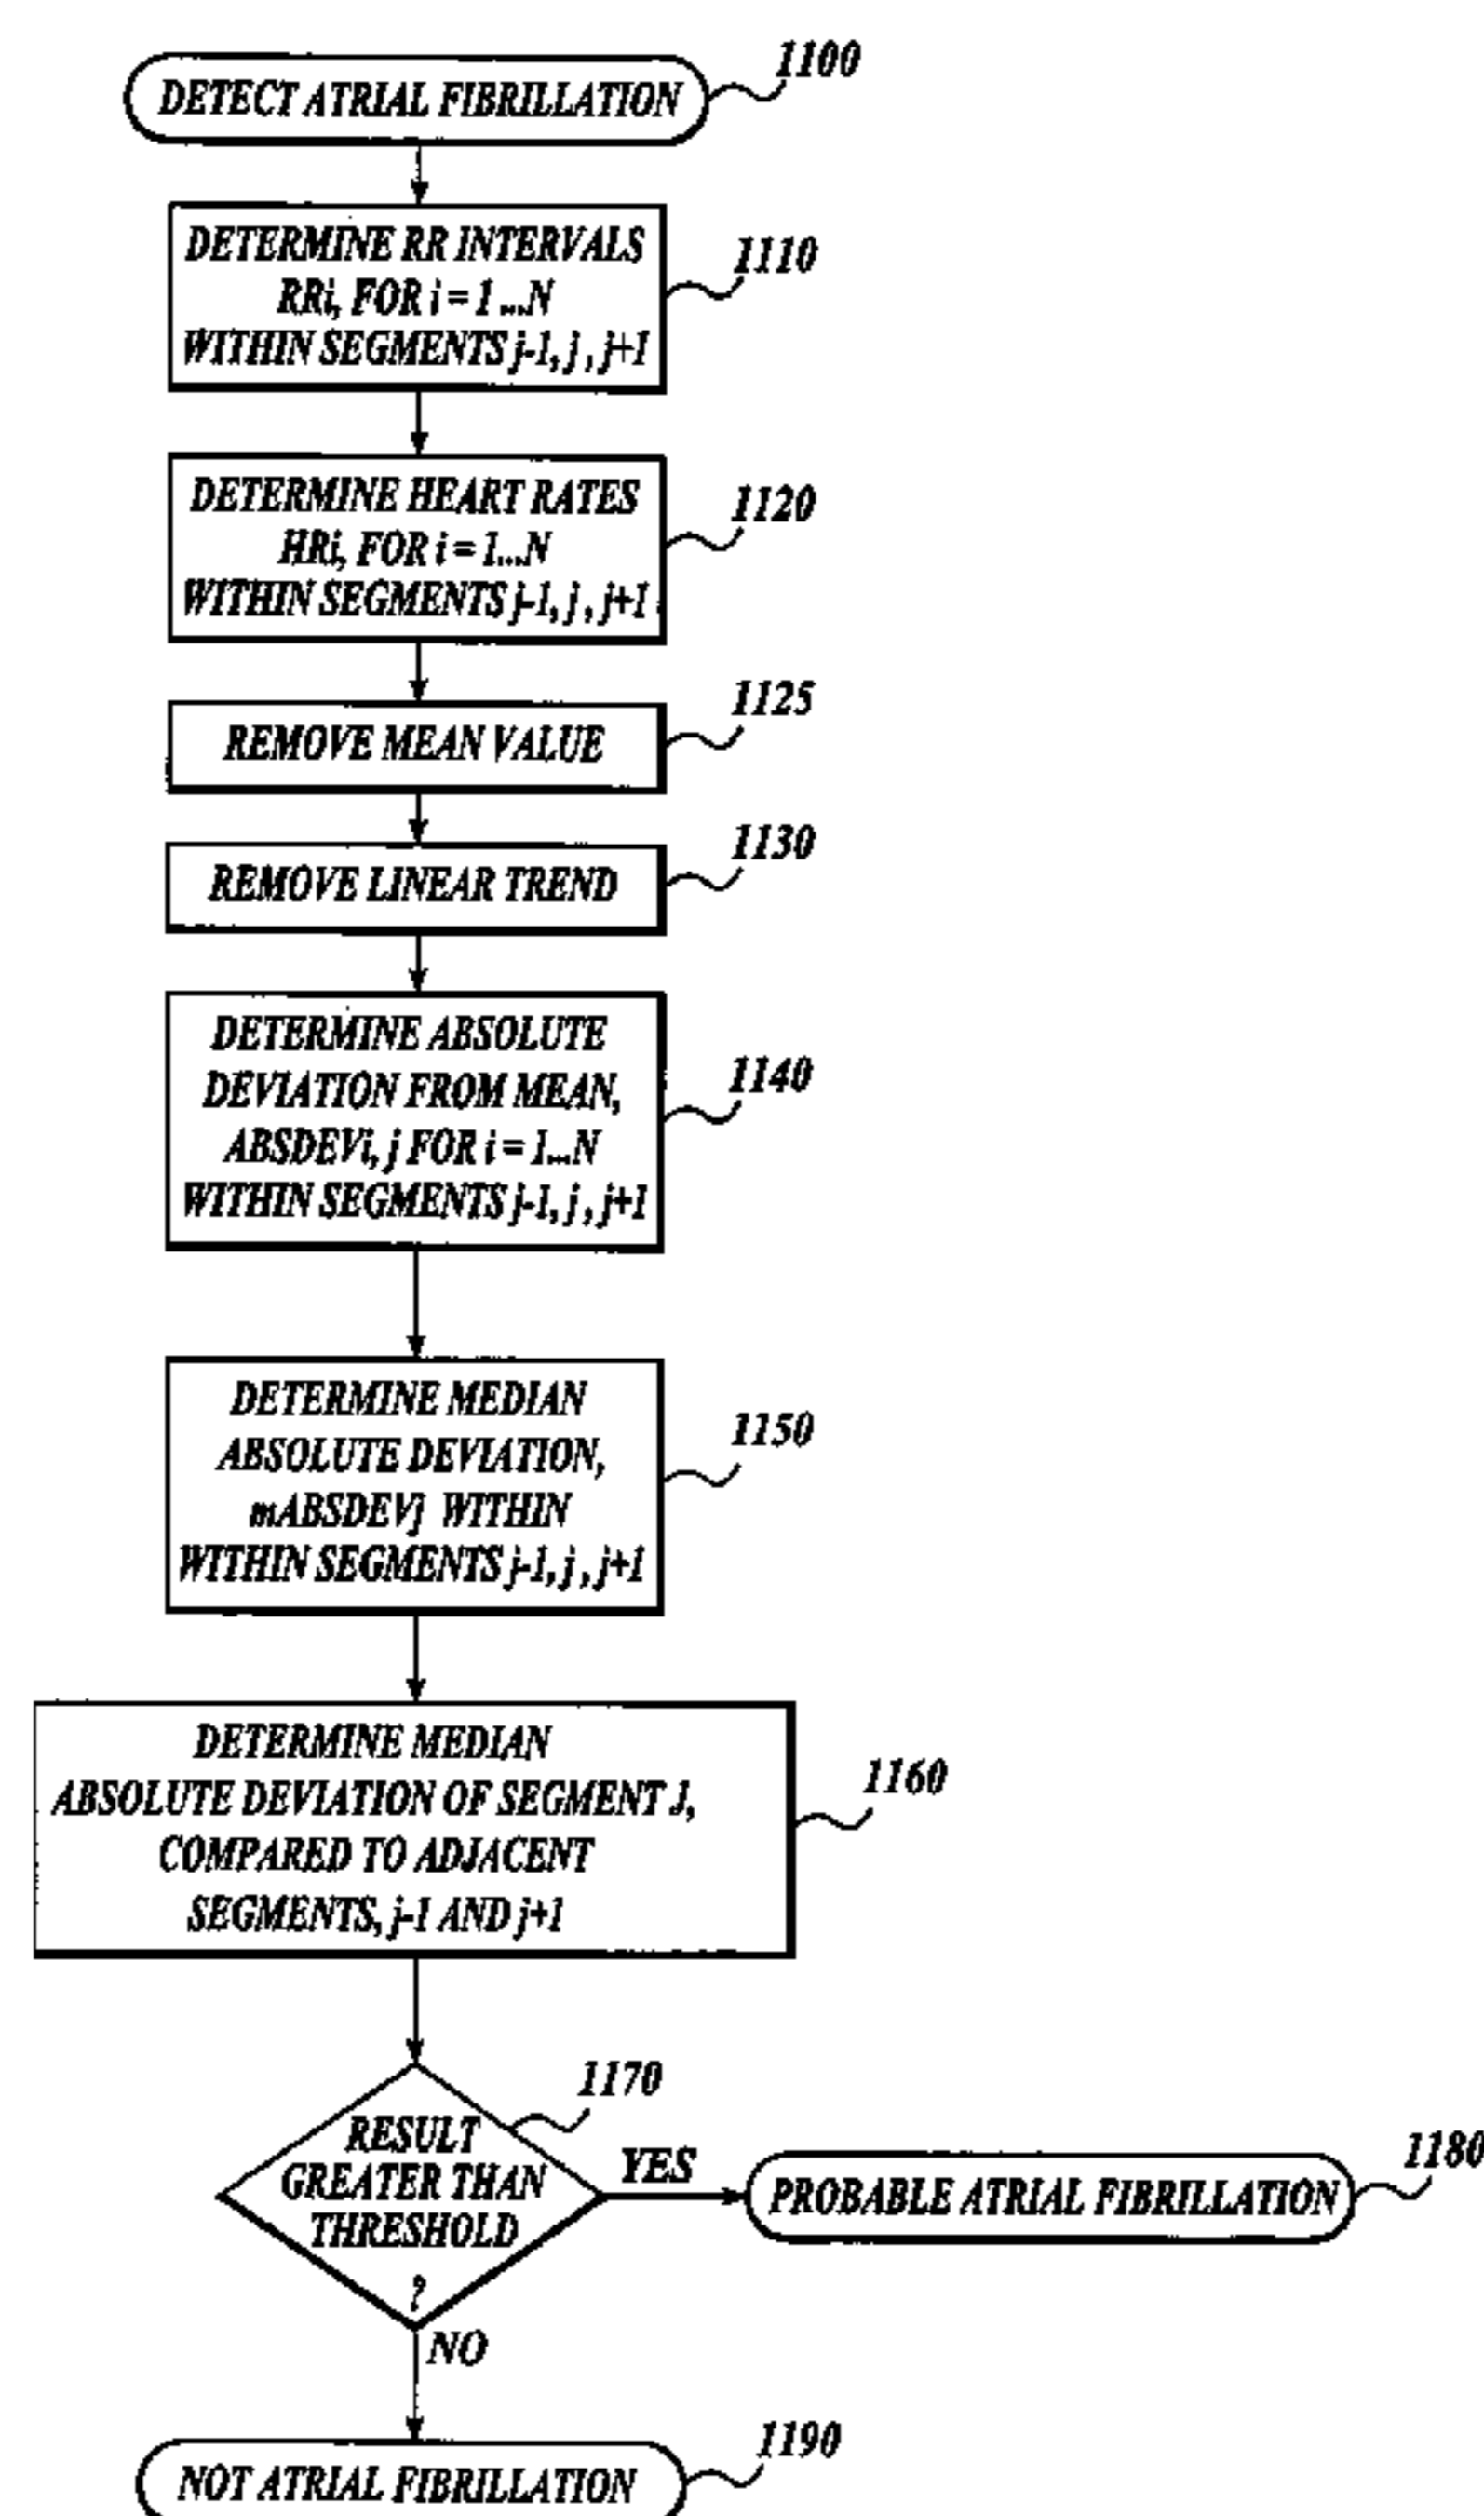 1100
DETECT ATRIAL FIBRILLATION
1110
DETERMINE RR INTERVALS
RRi, FOR i = 1 ...N
WITHIN SEGMENTS j-1, j , j+1
1120
DETERMINE HEART RATES
HRi, FOR i = 1...N
WITHIN SEGMENTS j-1, j , j+1
1125
REMOVE MEAN VALUE
1130
REMOVE LINEAR TREND
1140
DETERMINE ABSOLUTE
DEVIATION FROM MEAN,
ABSDEVi, j FOR i = 1...N
WITHIN SEGMENTS j-1, j , j+1
1150
DETERMINE MEDIAN
ABSOLUTE DEVIATION,
mABSDEVj WITHIN
WITHIN SEGMENTS j-1, j , j+1
1160
DETERMINE MEDIAN
ABSOLUTE DEVIATION OF SEGMENT J,
COMPARED TO ADJACENT
SEGMENTS, j-1 AND j+1
1170
RESULT
GREATER THAN
THRESHOLD
?
YES
1180
PROBABLE ATRIAL FIBRILLATION
NO
1190
NOT ATRIAL FIBRILLATION